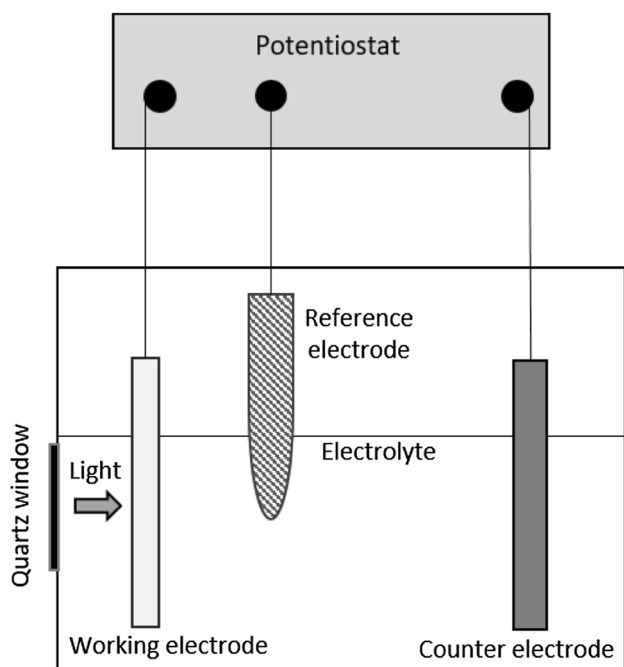 Potentiostat
Reference
electrode
Electrolyte
Light
Quartz window
Working electrode
Counter electrode